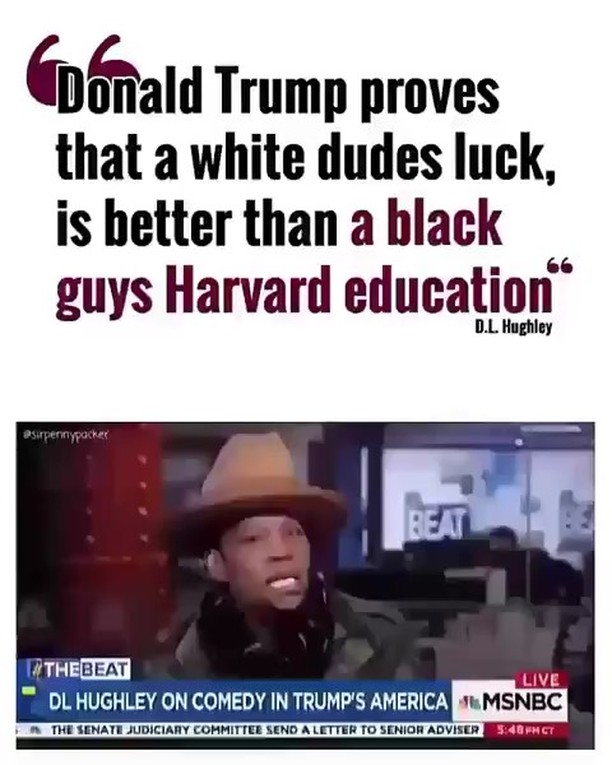 “Donald Trump proves
that a white dudes luck,
is better than a black
guys Harvard education“
D.L. Hughley
@sirpennypacker
BEAT
BE
#THEBEAT
LIVE
DL HUGHLEY ON COMEDY IN TRUMP'S AMERICA
MSNBC
THE SENATE JUDICIARY COMMITTEE SEND A LETTER TO SENIOR ADVISER
5:48 PM CT